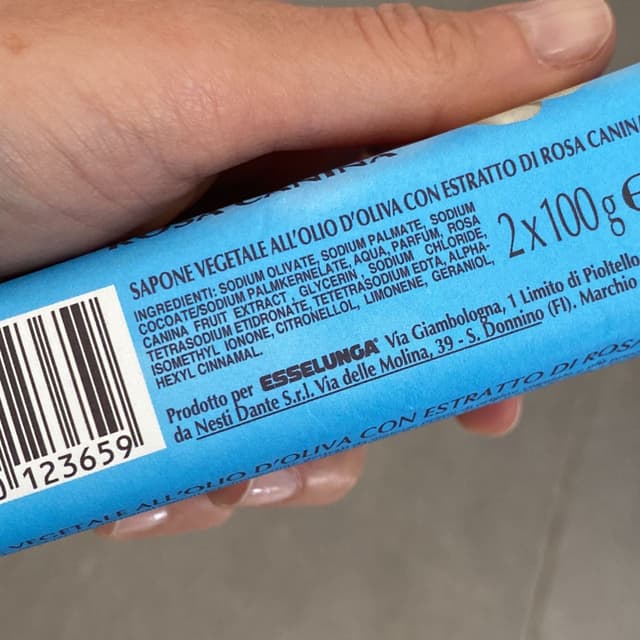 ROSA CANINA
SAPONE VEGETALE ALL'OLIO D'OLIVA CON ESTRATTO DI ROSA CANINA
INGREDIENTI: SODIUM OLIVATE, SODIUM PALMATE, SODIUM
COCOATE/SODIUM PALMKERNELATE, AQUA, PARFUM, ROSA
CANINA FRUIT EXTRACT, GLYCERIN, SODIUM CHLORIDE,
TETRASODIUM ETIDRONATE, TETETRASODIUM EDTA, ALPHA-
ISOMETHYL IONONE, CITRONELLOL, LIMONENE, GERANIOL,
HEXYL CINNAMAL.
2x100g e
Prodotto per ESSELUNGA® Via Giambologna, 1 Limito di Pioltello
da Nesti Dante S.r.l. Via delle Molina, 39 - S. Donnino (FI). Marchio
123659
VEGETALE ALL'OLIO D'OLIVA CON ESTRATTO DI ROSA